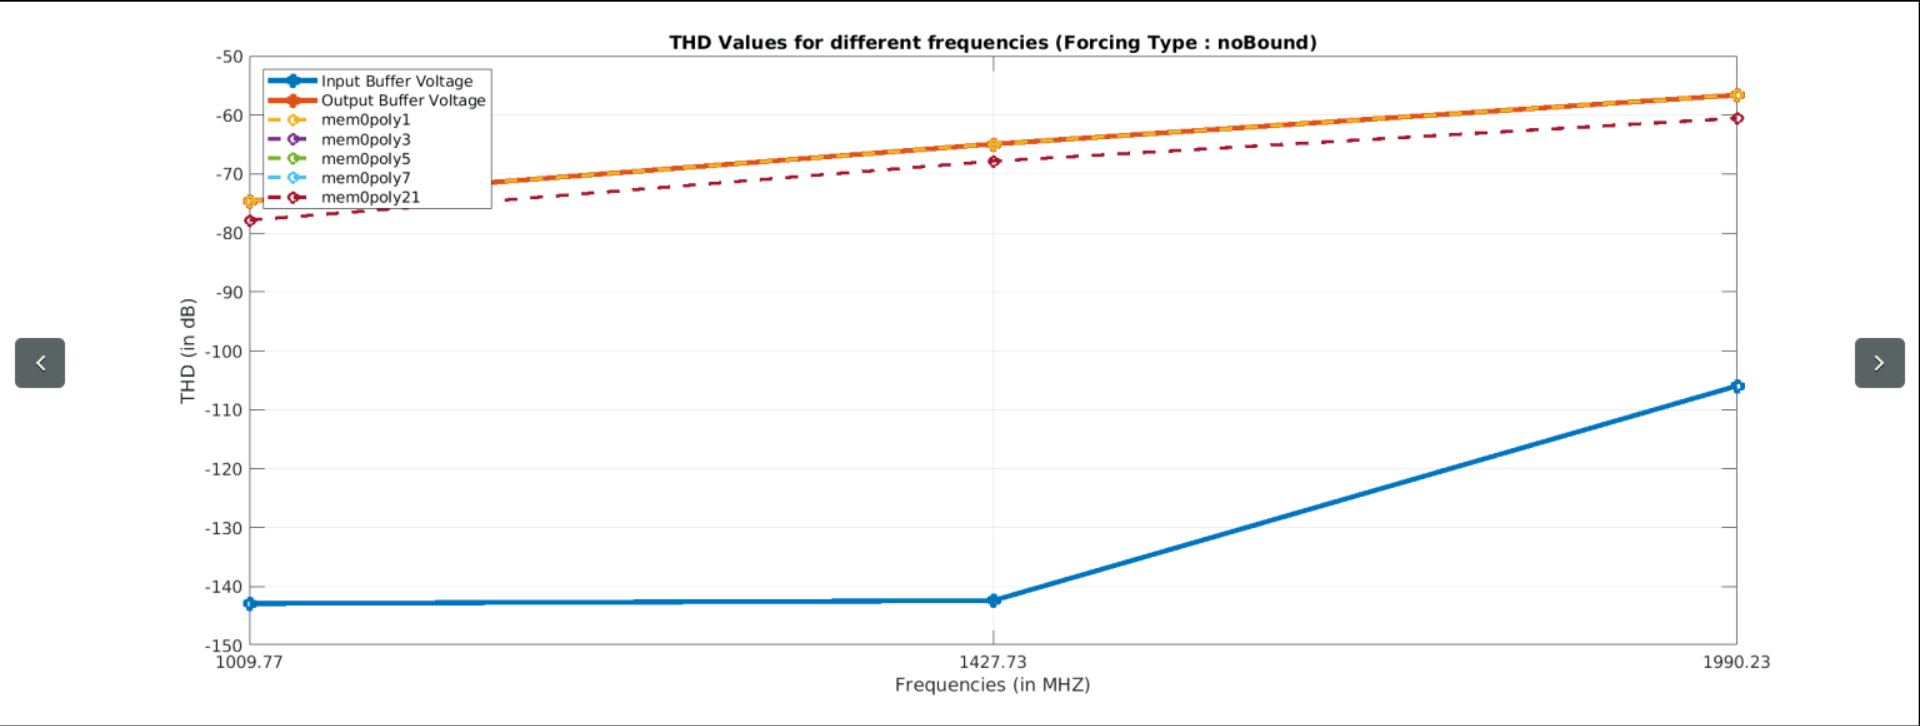 THD Values for different frequencies (Forcing Type : noBound)
-50
Input Buffer Voltage
Output Buffer Voltage
-60
mem0poly1
mem0poly3
mem0poly5
-70
mem0poly7
mem0poly21
-80
-90
THD (in dB)
-100
-110
-120
-130
-140
-150
1009.77
1427.73
1990.23
Frequencies (in MHZ)